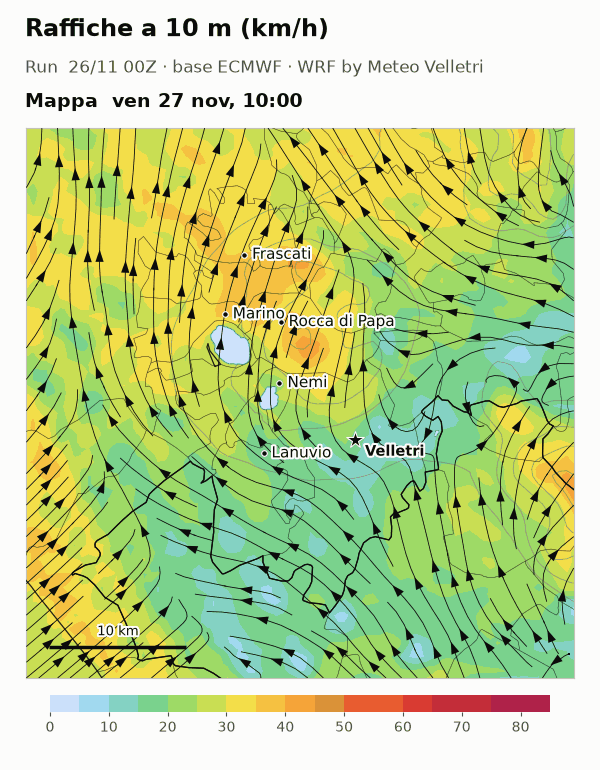 Raffiche a 10 m (km/h)
Run  26/11 00Z · base ECMWF · WRF by Meteo Velletri
Mappa  ven 27 nov, 10:00
Frascati
Marino
Rocca di Papa
Nemi
Velletri
Lanuvio
10 km
0 10 20 30 40 50 60 70 80